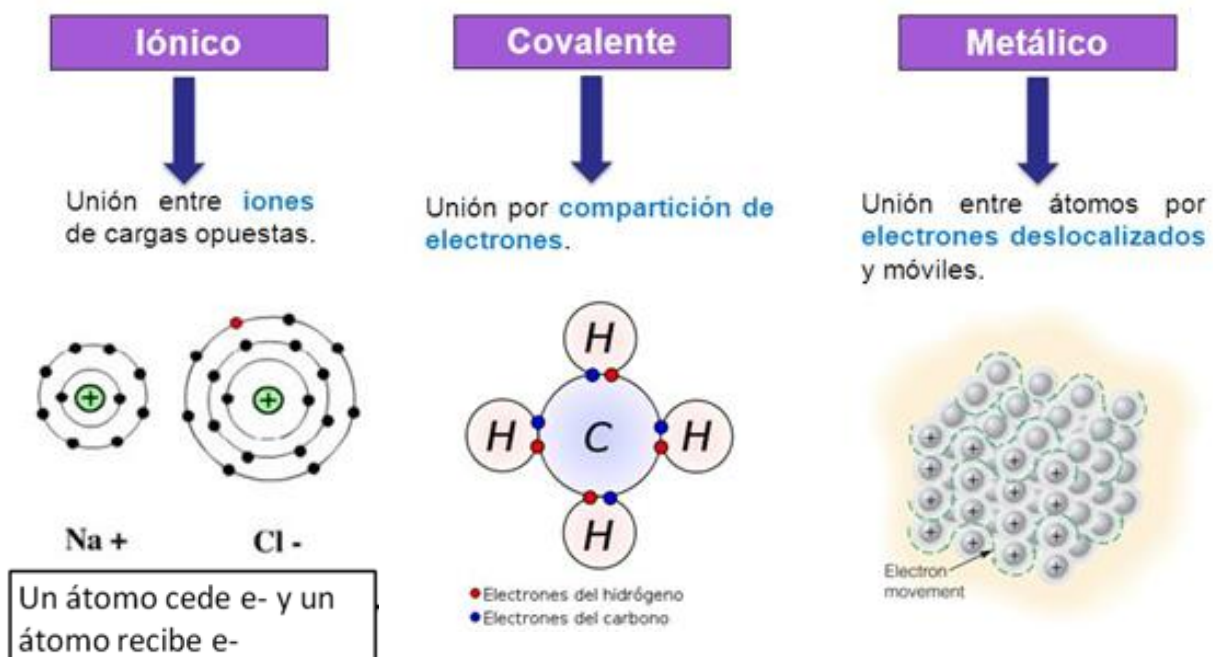 Iónico
Unión entre iones
de cargas opuestas.
+
+
Na +
Cl -
Un átomo cede e- y un
átomo recibe e-
Covalente
Unión por compartición de
electrones.
H
H
C
H
H
Electrones del hidrógeno
Electrones del carbono
Metálico
Unión entre átomos por
electrones deslocalizados
y móviles.
Electron
movement